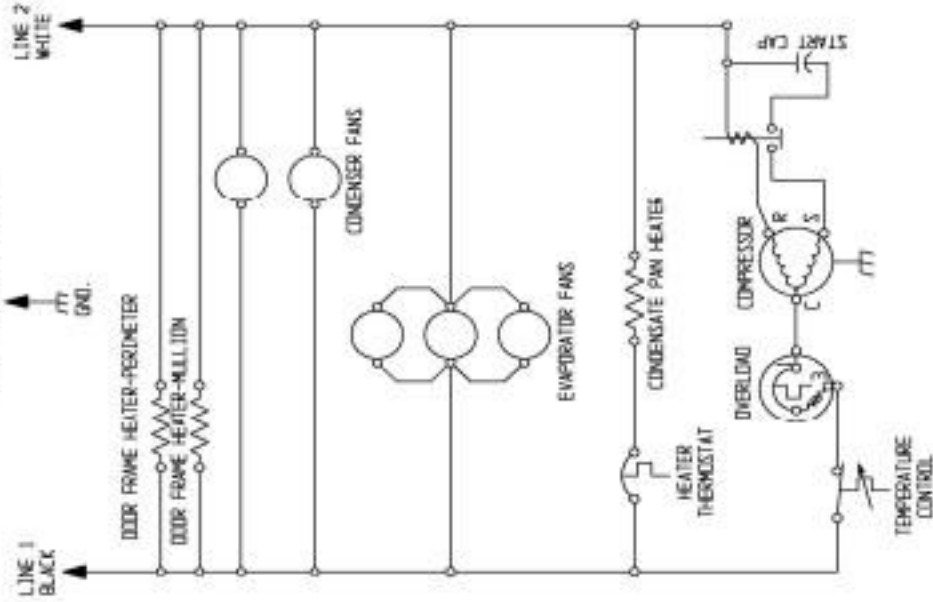 LINE 1
BLACK
GND.
LINE 2
WHITE
DOOR FRAME HEATER-PERIMETER
DOOR FRAME HEATER-MULLION
CONDENSER FANS
EVAPORATOR FANS
CONDENSATE PAN HEATER
HEATER
THERMOSTAT
OVERLOAD
3
COMPRESSOR
C
R
S
START CAP
TEMPERATURE
CONTROL